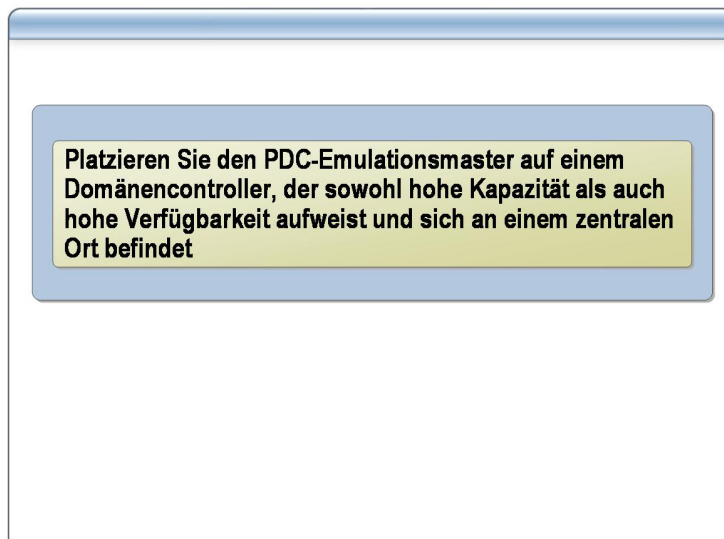 Platzieren Sie den PDC-Emulationsmaster auf einem
Domänencontroller, der sowohl hohe Kapazität als auch
hohe Verfügbarkeit aufweist und sich an einem zentralen
Ort befindet